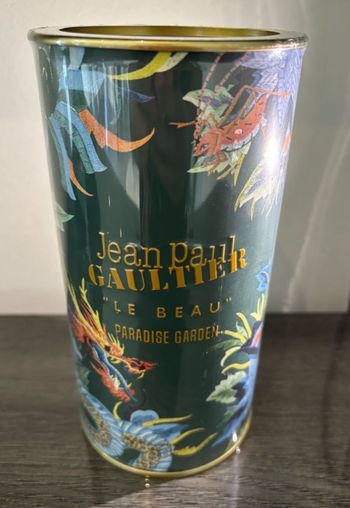 Jean Paul
GAULTIER
"LE BEAU"
PARADISE GARDEN